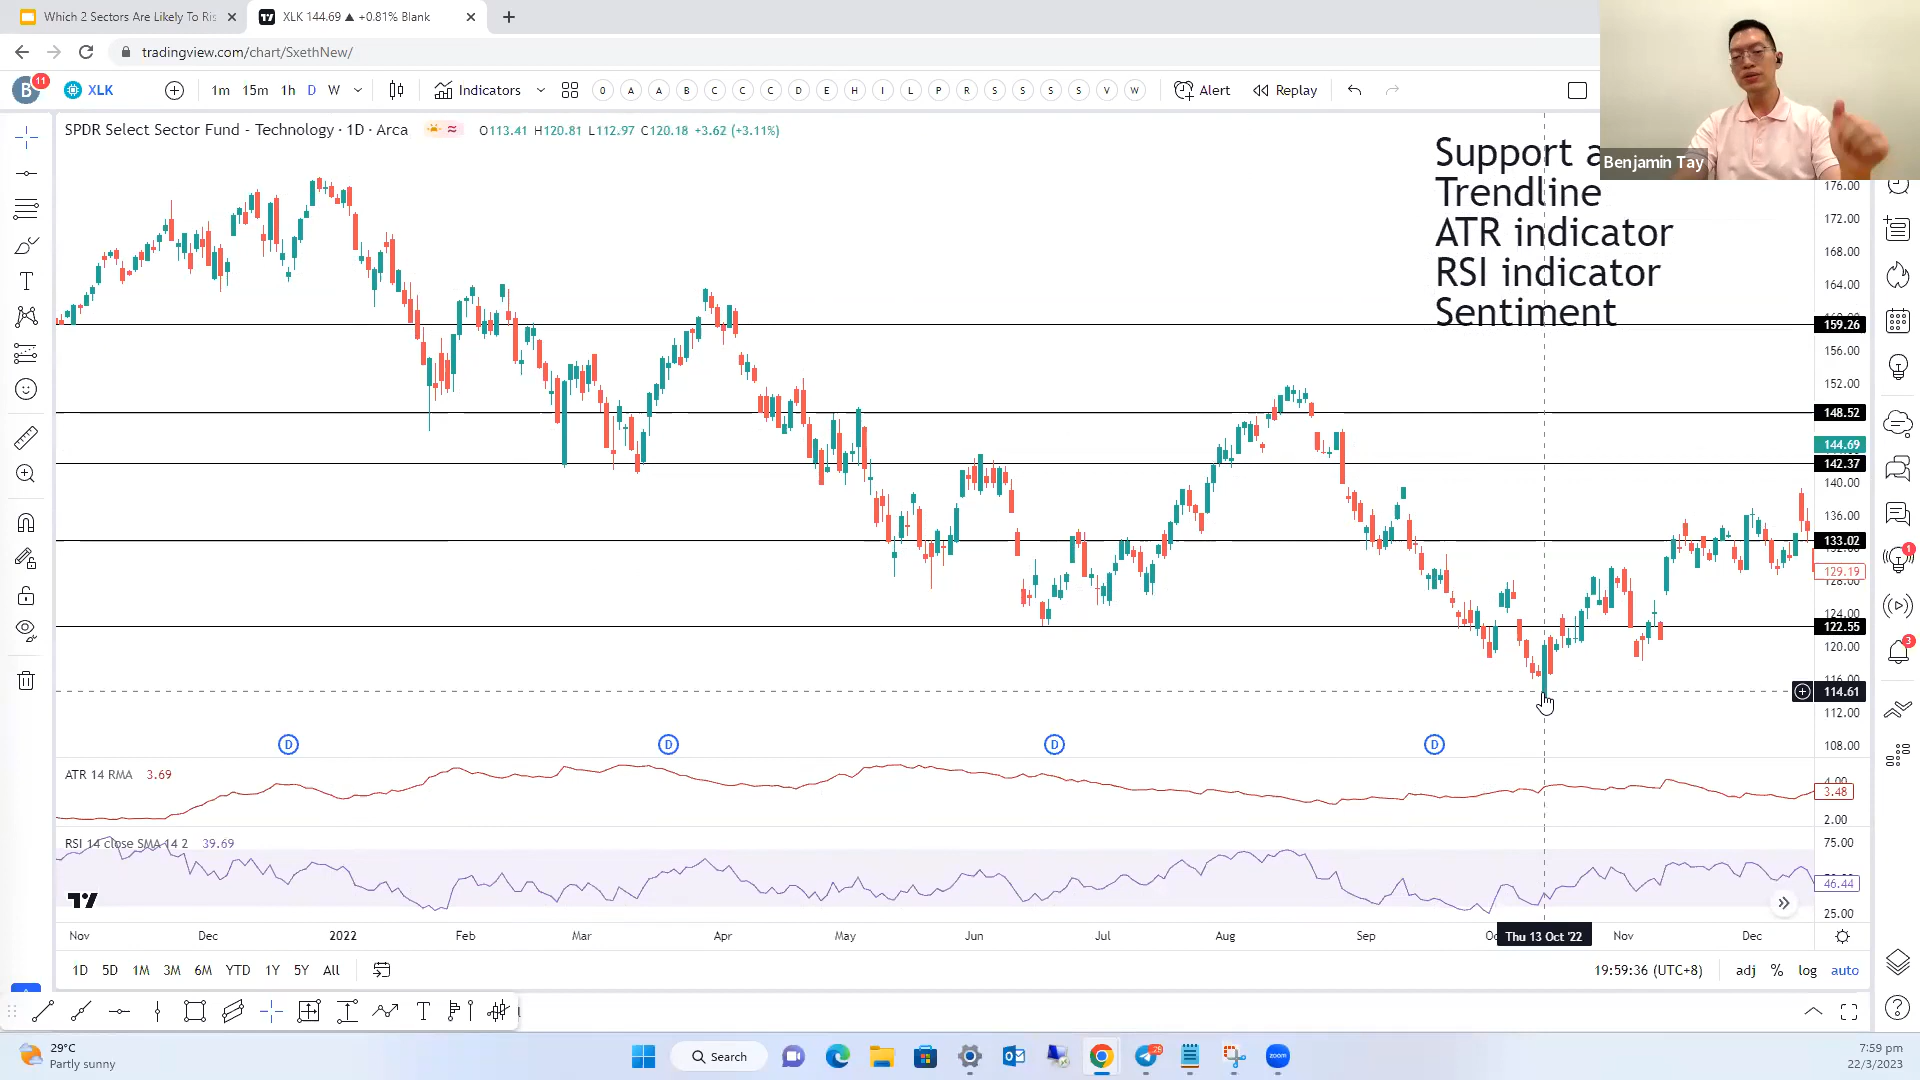 Which 2 Sectors Are Likely To Ris
XLK 144.69 ▲ +0.81% Blank
tradingview.com/chart/SxethNew/
B 11 XLK 1m 15m 1h D W Indicators O A A B C C C D E H I L P R S S S S V W Alert Replay
SPDR Select Sector Fund - Technology · 1D · Arca O113.41 H120.81 L112.97 C120.18 +3.62 (+3.11%)
Support a
Trendline
ATR indicator
RSI indicator
Sentiment
Benjamin Tay
176.00
172.00
168.00
164.00
159.26
156.00
152.00
148.52
144.69
142.37
140.00
136.00
133.02
129.19
128.00
124.00
122.55
120.00
114.61
112.00
108.00
D D D D
ATR 14 RMA 3.69
4.00
3.48
2.00
RSI 14 close SMA 14 2 39.69
75.00
46.44
25.00
Nov Dec 2022 Feb Mar Apr May Jun Jul Aug Sep Thu 13 Oct '22 Nov Dec
1D 5D 1M 3M 6M YTD 1Y 5Y All 19:59:36 (UTC+8) adj % log auto
1
3
29°C
Partly sunny
Search
zoom
7:59 pm
22/3/2023